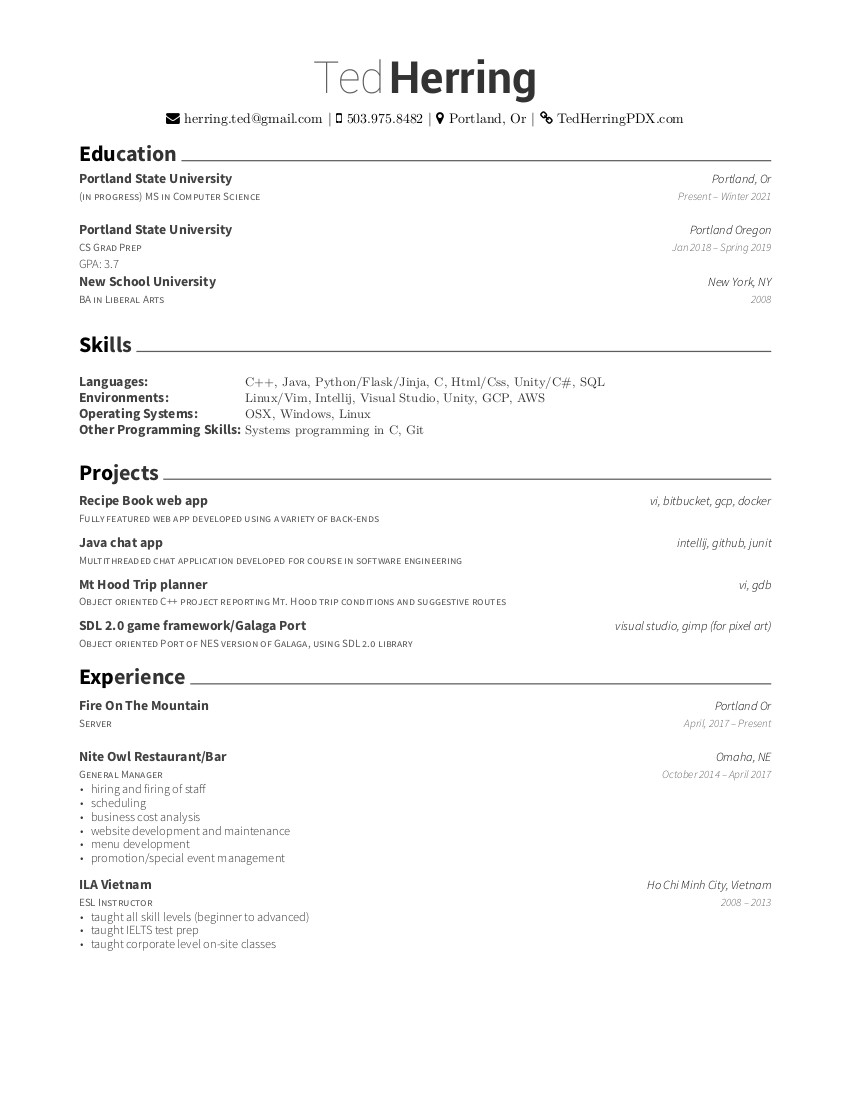 Ted Herring
herring.ted@gmail.com | 503.975.8482 | Portland, Or | TedHerringPDX.com
Education
Portland State University Portland, Or
(in progress) MS in Computer Science Present – Winter 2021
Portland State University Portland Oregon
CS Grad Prep Jan 2018 – Spring 2019
GPA: 3.7
New School University New York, NY
BA in Liberal Arts 2008
Skills
Languages: C++, Java, Python/Flask/Jinja, C, Html/Css, Unity/C#, SQL
Environments: Linux/Vim, Intellij, Visual Studio, Unity, GCP, AWS
Operating Systems: OSX, Windows, Linux
Other Programming Skills: Systems programming in C, Git
Projects
Recipe Book web app vi, bitbucket, gcp, docker
Fully featured web app developed using a variety of back-ends
Java chat app intellij, github, junit
Multithreaded chat application developed for course in software engineering
Mt Hood Trip planner vi, gdb
Object oriented C++ project reporting Mt. Hood trip conditions and suggestive routes
SDL 2.0 game framework/Galaga Port visual studio, gimp (for pixel art)
Object oriented Port of NES version of Galaga, using SDL 2.0 library
Experience
Fire On The Mountain Portland Or
Server April, 2017 – Present
Nite Owl Restaurant/Bar Omaha, NE
General Manager October 2014 – April 2017
• hiring and firing of staff
• scheduling
• business cost analysis
• website development and maintenance
• menu development
• promotion/special event management
ILA Vietnam Ho Chi Minh City, Vietnam
ESL Instructor 2008 – 2013
• taught all skill levels (beginner to advanced)
• taught IELTS test prep
• taught corporate level on-site classes